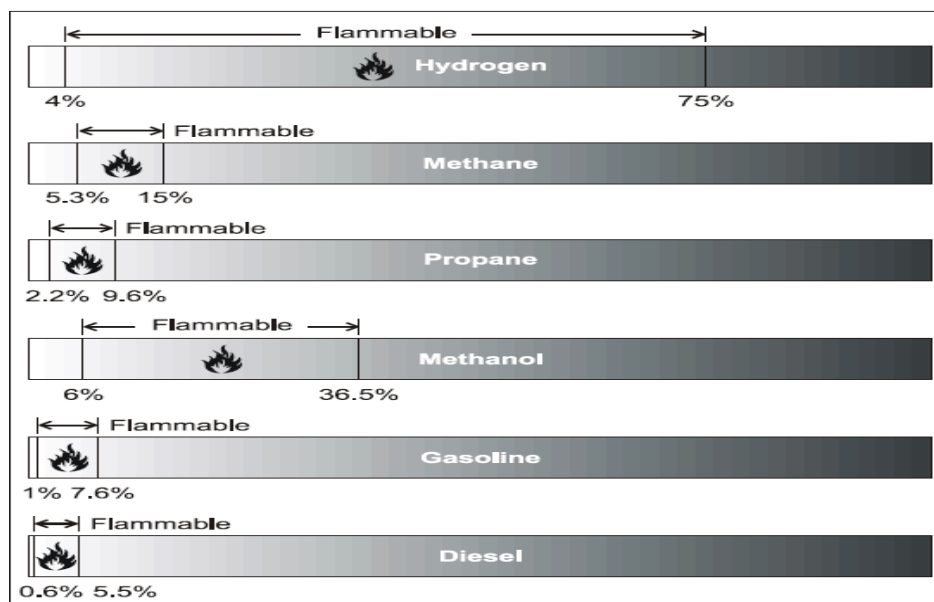 Flammable
Hydrogen
4% 75%
Flammable
Methane
5.3% 15%
Flammable
Propane
2.2% 9.6%
Flammable
Methanol
6% 36.5%
Flammable
Gasoline
1% 7.6%
Flammable
Diesel
0.6% 5.5%